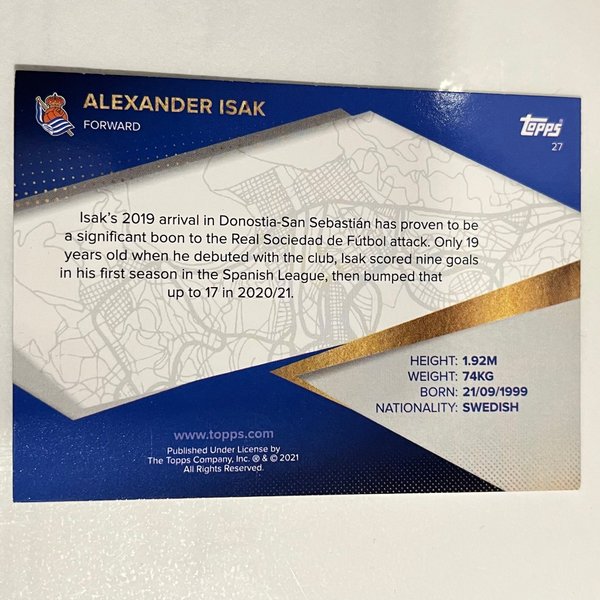 ALEXANDER ISAK
FORWARD
Topps
27
Isak's 2019 arrival in Donostia-San Sebastián has proven to be
a significant boon to the Real Sociedad de Fútbol attack. Only 19
years old when he debuted with the club, Isak scored nine goals
in his first season in the Spanish League, then bumped that
up to 17 in 2020/21.
HEIGHT: 1.92M
WEIGHT: 74KG
BORN: 21/09/1999
NATIONALITY: SWEDISH
www.topps.com
Published Under License by
The Topps Company, Inc. ® & © 2021
All Rights Reserved.